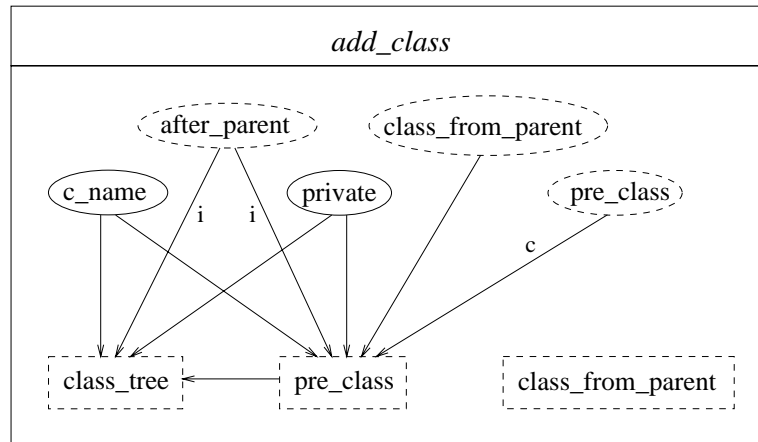 add_class
after_parent
class_from_parent
c_name
private
pre_class
i
i
c
class_tree
pre_class
class_from_parent